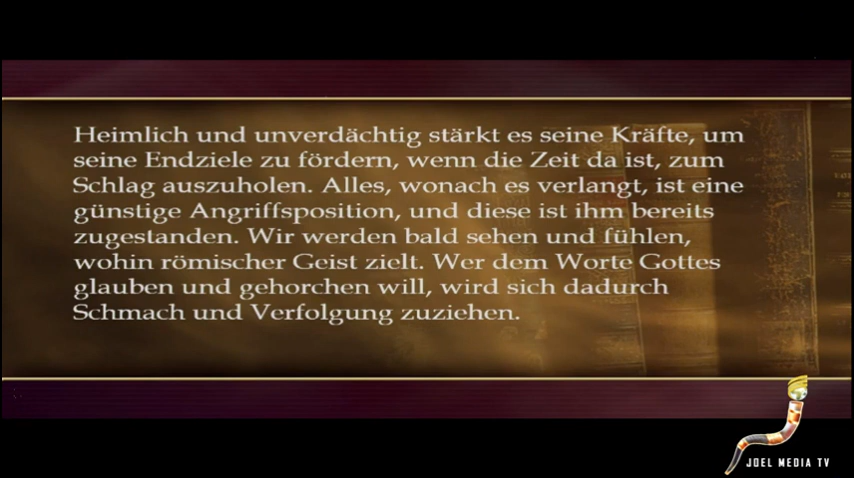 Heimlich und unverdächtig stärkt es seine Kräfte, um
seine Endziele zu fördern, wenn die Zeit da ist, zum
Schlag auszuholen. Alles, wonach es verlangt, ist eine
günstige Angriffsposition, und diese ist ihm bereits
zugestanden. Wir werden bald sehen und fühlen,
wohin römischer Geist zielt. Wer dem Worte Gottes
glauben und gehorchen will, wird sich dadurch
Schmach und Verfolgung zuziehen.
JOEL MEDIA TV